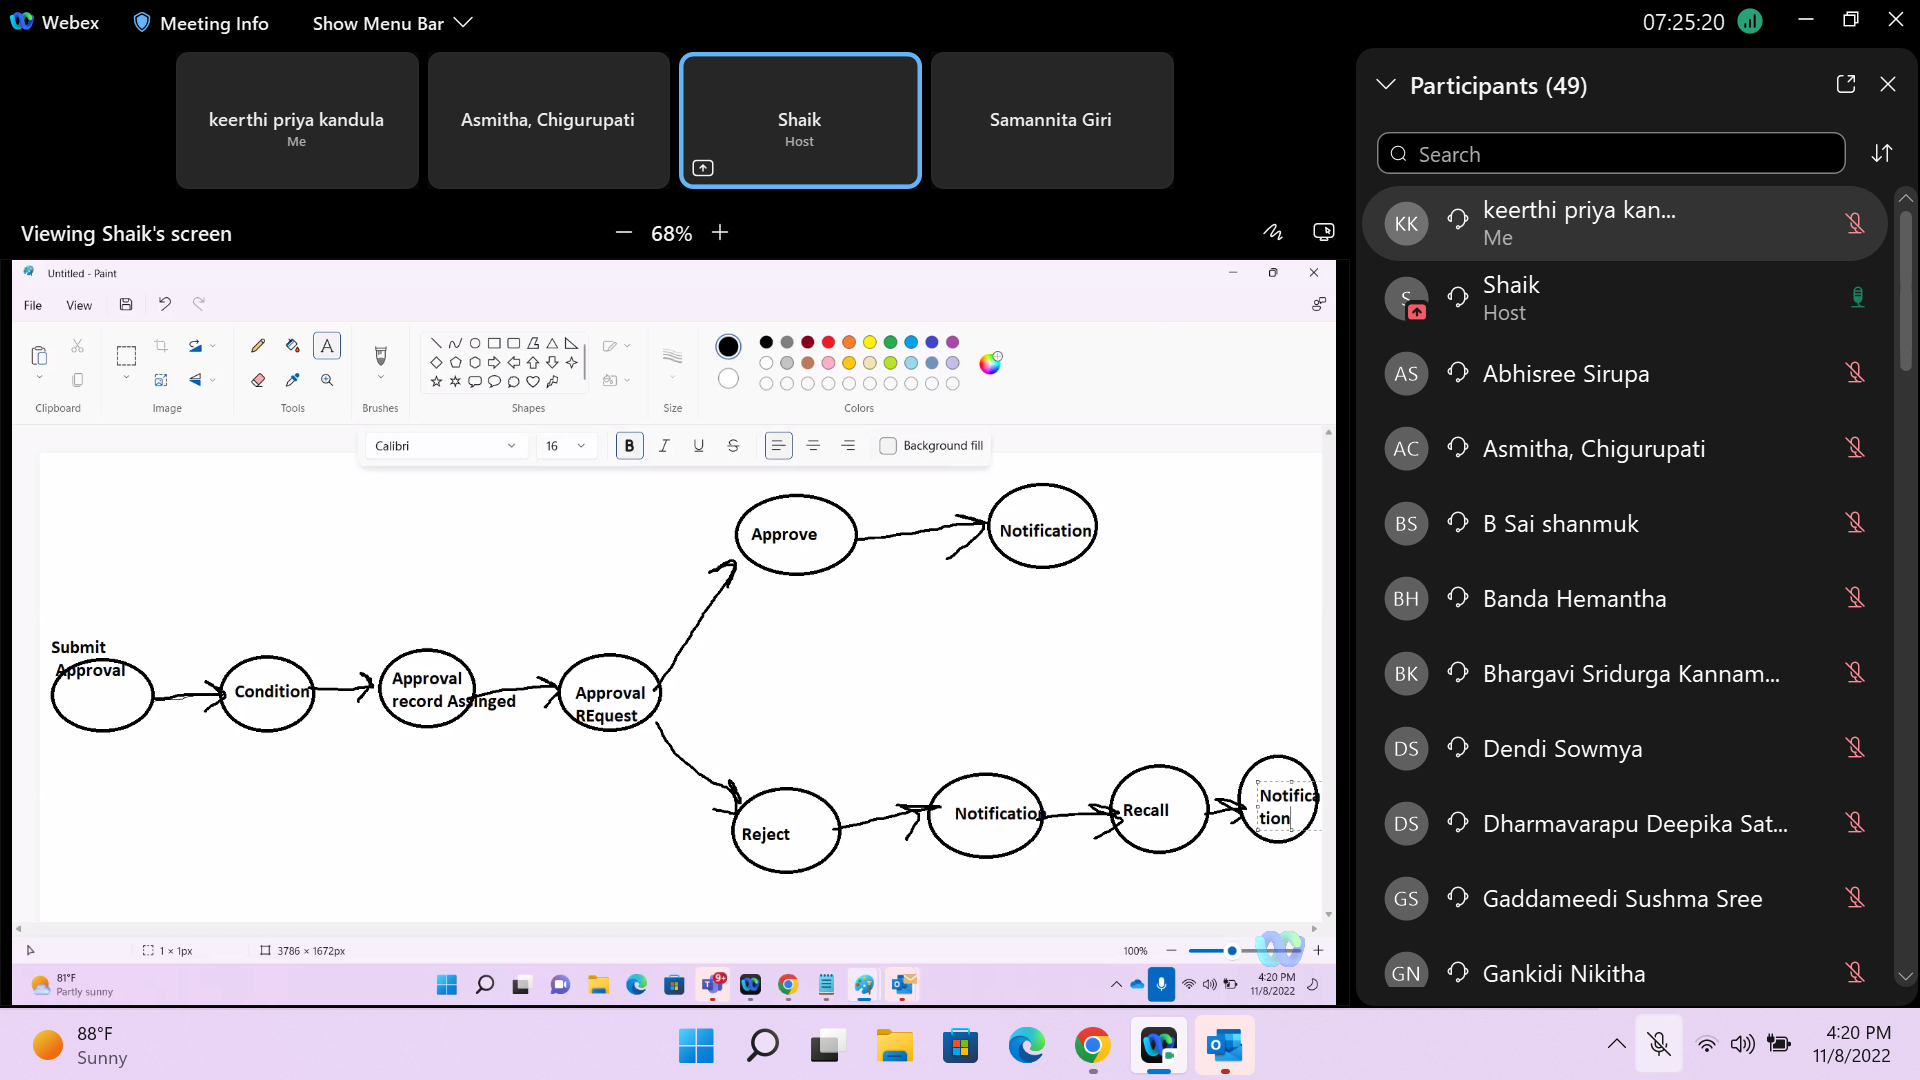 Webex
Meeting Info
Show Menu Bar
07:25:20
keerthi priya kandula
Me
Asmitha, Chigurupati
Shaik
Host
Samannita Giri
Viewing Shaik's screen
68%
Untitled - Paint
File
View
Clipboard
Image
Tools
Brushes
Shapes
Size
Colors
Calibri
16
B
I
U
S
Background fill
Approve
Notification
Submit
Approval
Condition
Approval
record Assinged
Approval
REquest
Reject
Notification
Recall
Notifica
tion
1 × 1px
3786 × 1672px
100%
81°F
Partly sunny
9+
4:20 PM
11/8/2022
Participants (49)
Search
KK
keerthi priya kan...
Me
S
Shaik
Host
AS
Abhisree Sirupa
AC
Asmitha, Chigurupati
BS
B Sai shanmuk
BH
Banda Hemantha
BK
Bhargavi Sridurga Kannam...
DS
Dendi Sowmya
DS
Dharmavarapu Deepika Sat...
GS
Gaddameedi Sushma Sree
GN
Gankidi Nikitha
88°F
Sunny
4:20 PM
11/8/2022